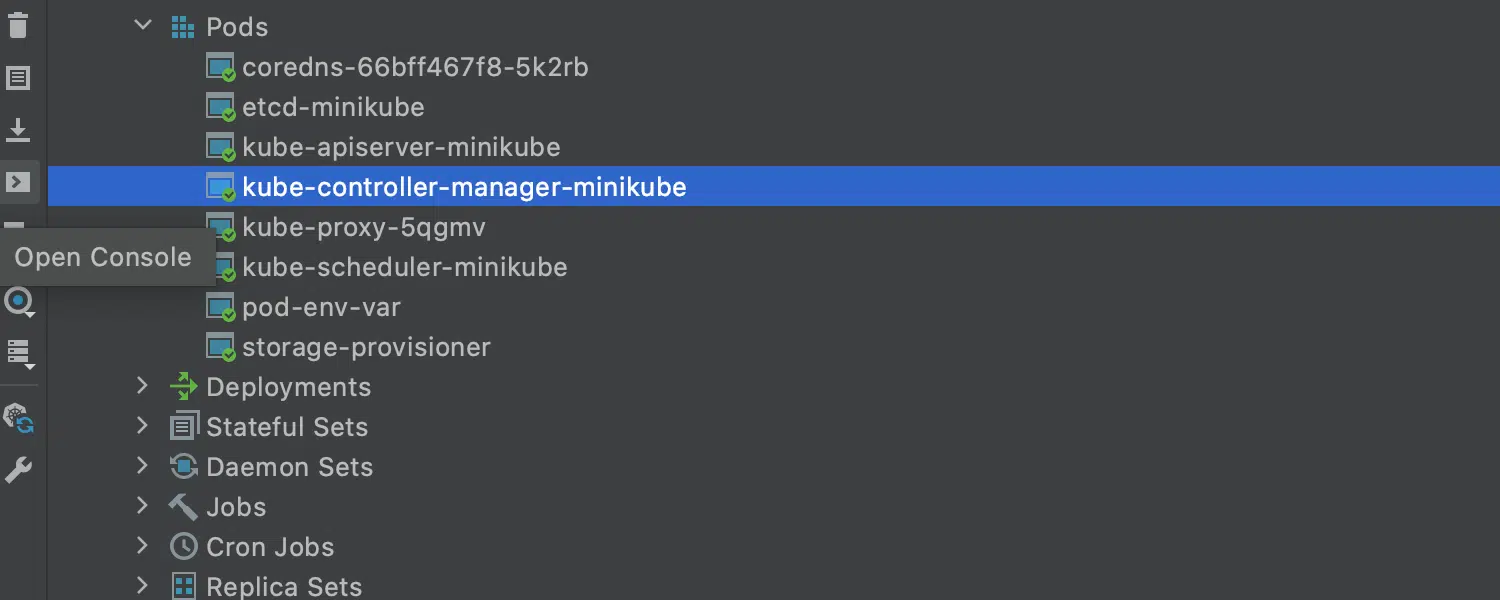 Pods
coredns-66bff467f8-5k2rb
etcd-minikube
kube-apiserver-minikube
kube-controller-manager-minikube
kube-proxy-5qgmv
Open Console
kube-scheduler-minikube
pod-env-var
storage-provisioner
Deployments
Stateful Sets
Daemon Sets
Jobs
Cron Jobs
Replica Sets